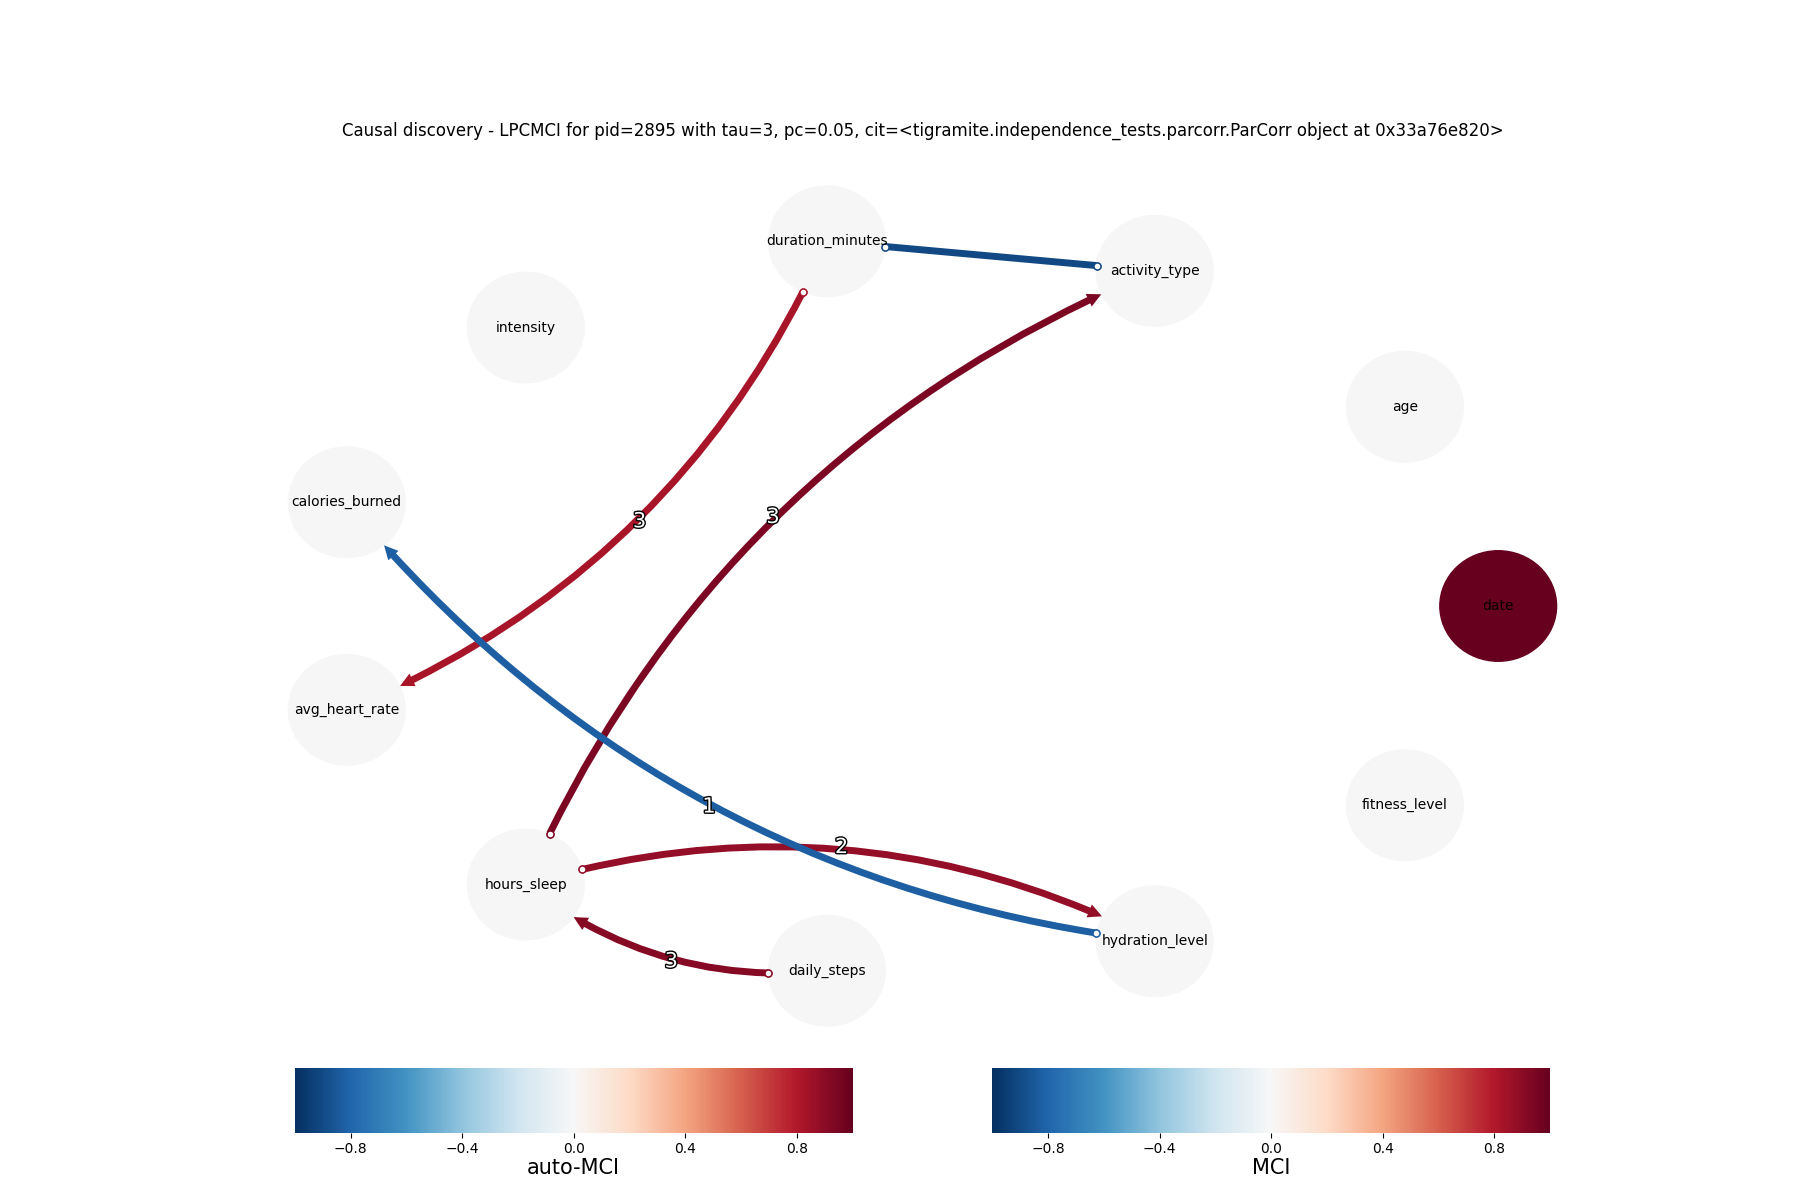 Causal discovery - LPCMCI for pid=2895 with tau=3, pc=0.05, cit=<tigramite.independence_tests.parcorr.ParCorr object at 0x33a76e820>
duration_minutes
activity_type
intensity
age
calories_burned
3
3
date
avg_heart_rate
1
fitness_level
2
hours_sleep
hydration_level
3
daily_steps
−0.8 −0.4 0.0 0.4 0.8
auto-MCI
−0.8 −0.4 0.0 0.4 0.8
MCI